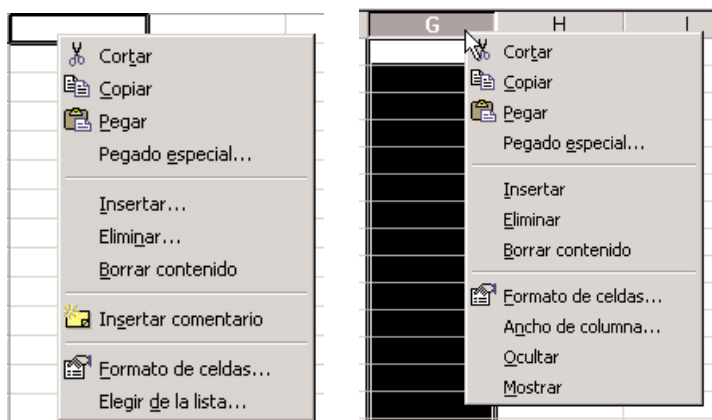 Cortar
Copiar
Pegar
Pegado especial...
Insertar...
Eliminar...
Borrar contenido
Insertar comentario
Formato de celdas...
Elegir de la lista...
G H I
Cortar
Copiar
Pegar
Pegado especial...
Insertar
Eliminar
Borrar contenido
Formato de celdas...
Ancho de columna...
Ocultar
Mostrar